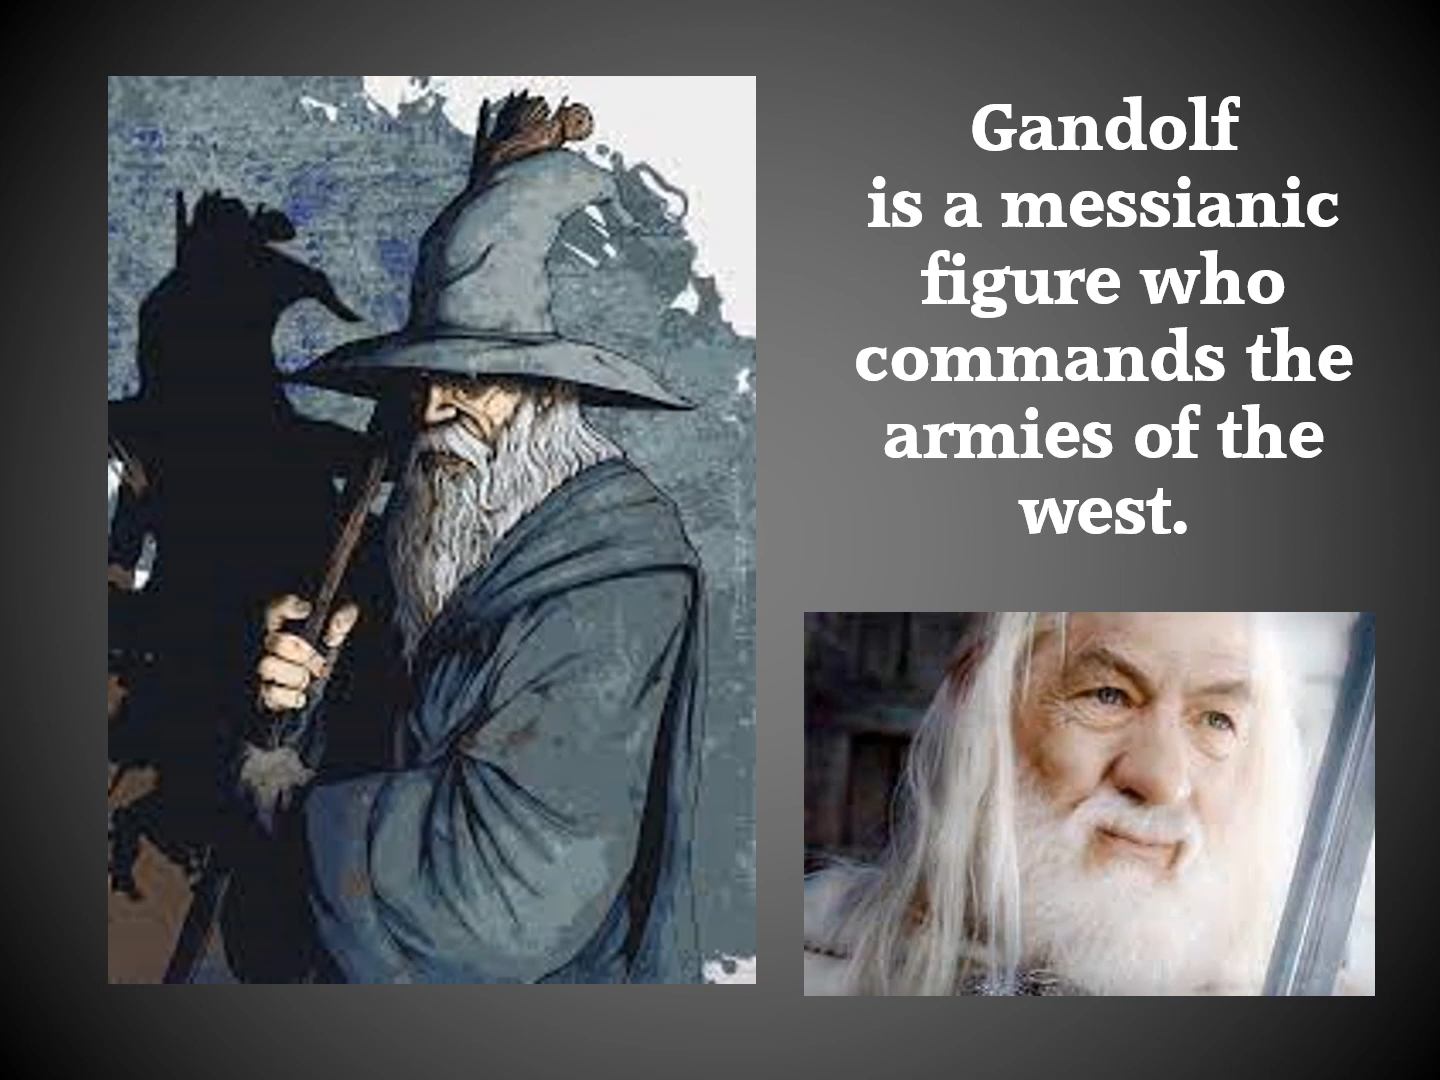 Gandolf
is a messianic
figure who
commands the
armies of the
west.